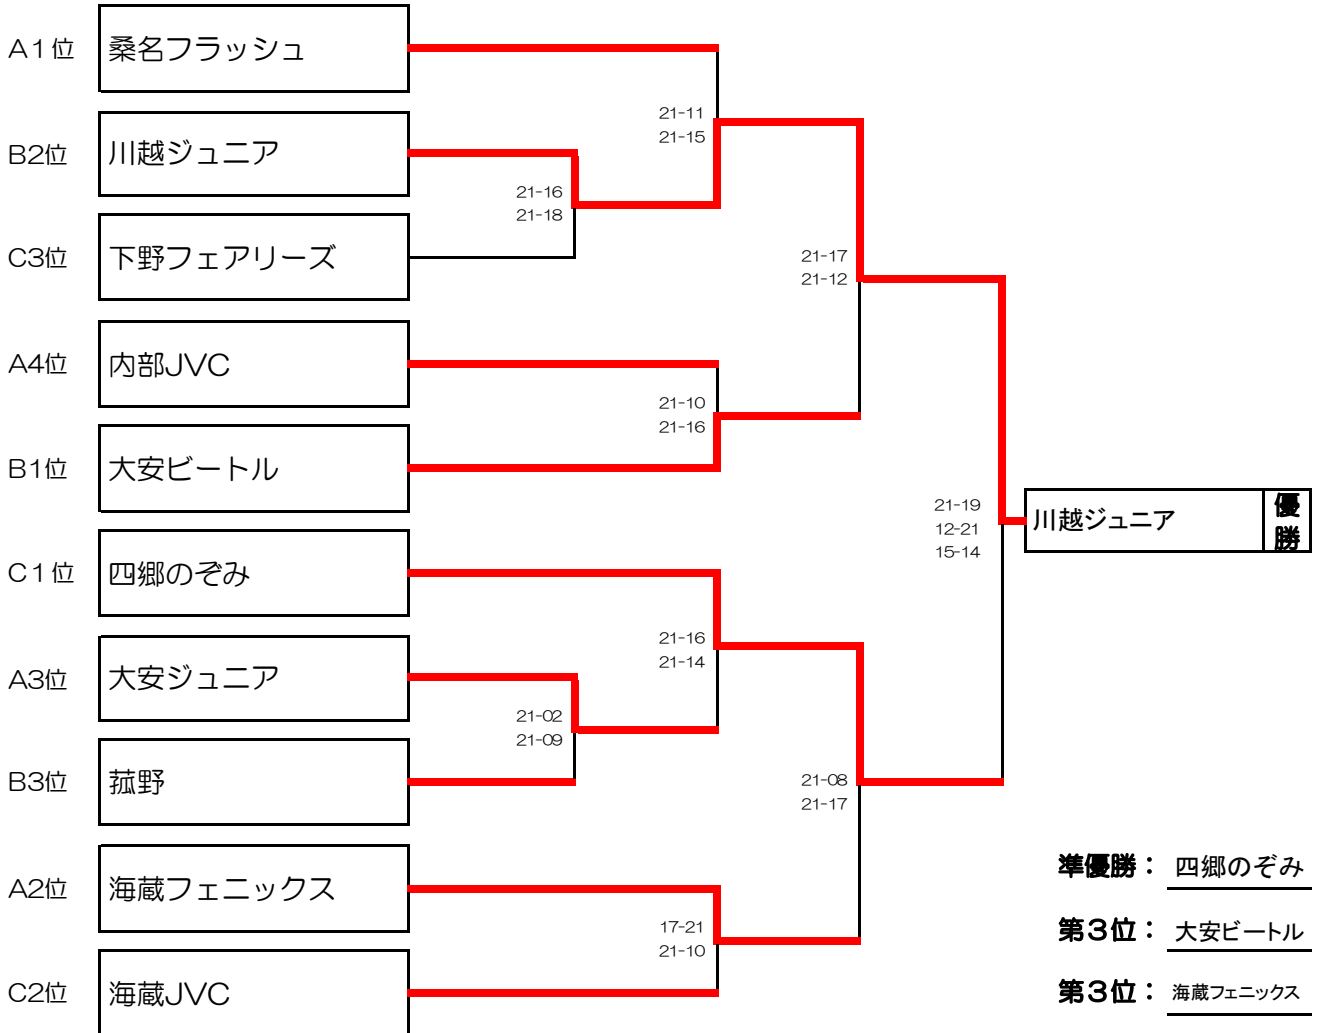 A１位 桑名フラッシュ
B2位 川越ジュニア
C3位 下野フェアリーズ
A4位 内部JVC
B1位 大安ビートル
C１位 四郷のぞみ
A3位 大安ジュニア
B3位 菰野
A2位 海蔵フェニックス
C2位 海蔵JVC
21-16
21-18
21-02
21-09
21-11
21-15
21-10
21-16
21-16
21-14
17-21
21-10
21-17
21-12
21-08
21-17
21-19
12-21
15-14
川越ジュニア 優勝
準優勝： 四郷のぞみ
第３位： 大安ビートル
第３位： 海蔵フェニックス